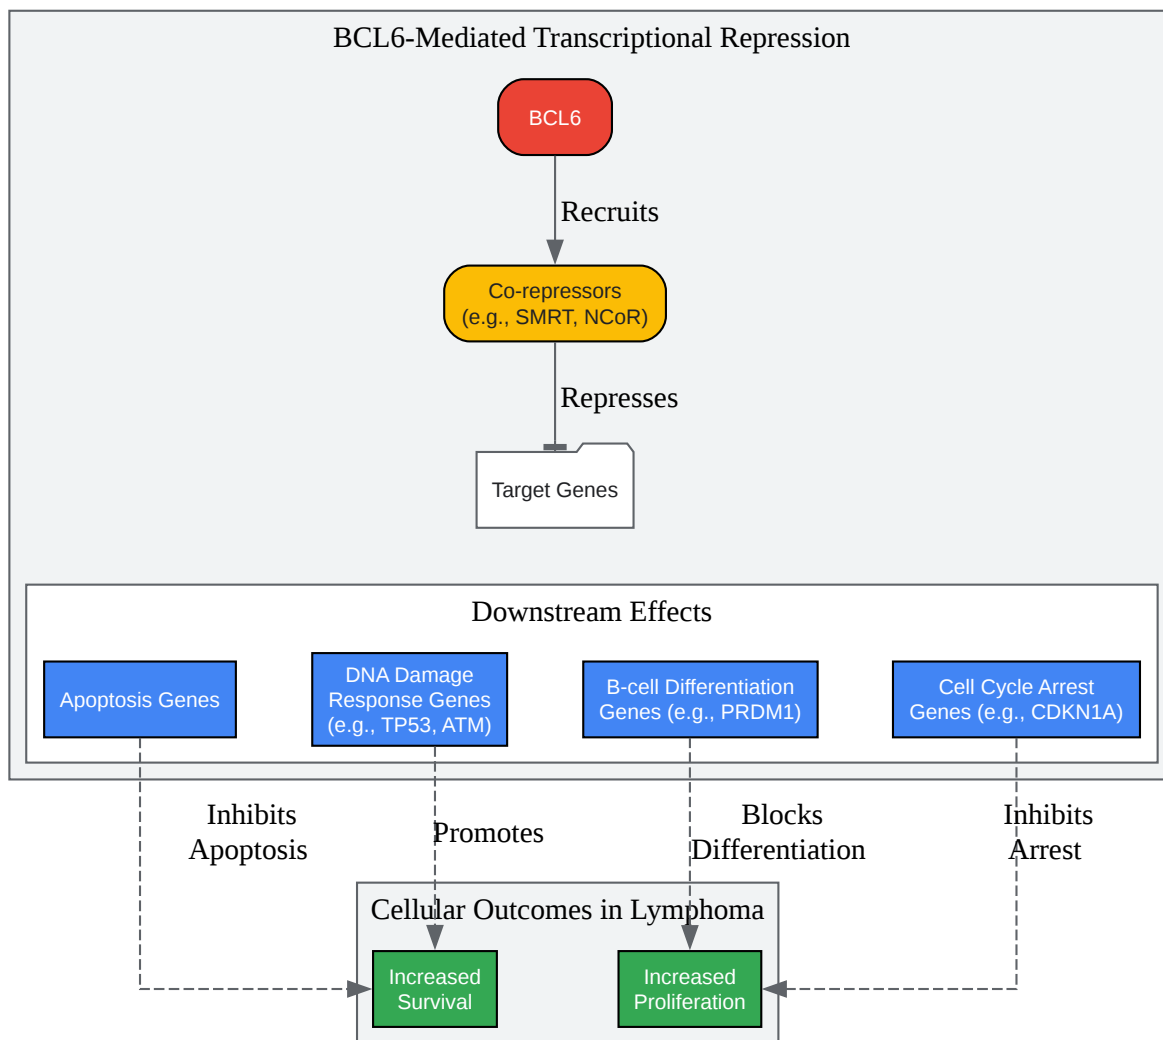 BCL6-Mediated Transcriptional Repression
BCL6
Recruits
Co-repressors
(e.g., SMRT, NCoR)
Represses
Target Genes
Downstream Effects
Apoptosis Genes
DNA Damage
Response Genes
(e.g., TP53, ATM)
B-cell Differentiation
Genes (e.g., PRDM1)
Cell Cycle Arrest
Genes (e.g., CDKN1A)
Inhibits
Apoptosis
Promotes
Blocks
Differentiation
Inhibits
Arrest
Cellular Outcomes in Lymphoma
Increased
Survival
Increased
Proliferation